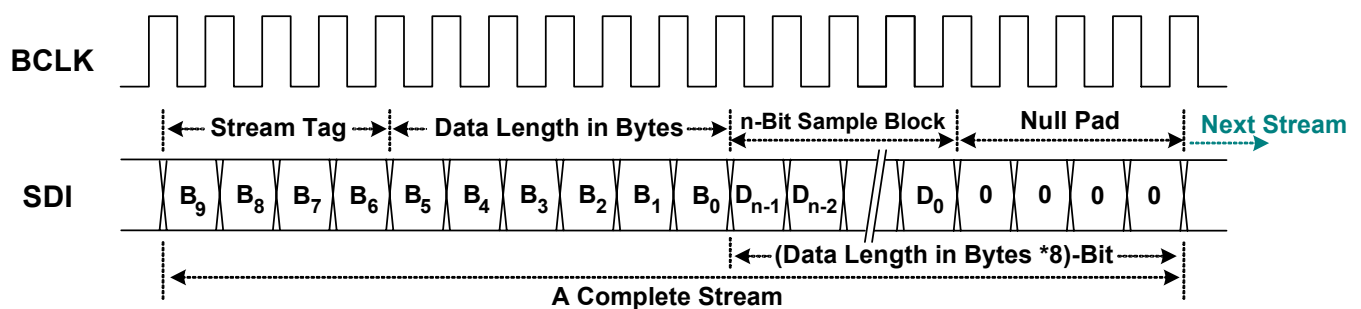 BCLK
Stream Tag
Data Length in Bytes
n-Bit Sample Block
Null Pad
Next Stream
SDI
B9 B8 B7 B6 B5 B4 B3 B2 B1 B0 Dn-1 Dn-2 D0 0 0 0 0
(Data Length in Bytes *8)-Bit
A Complete Stream